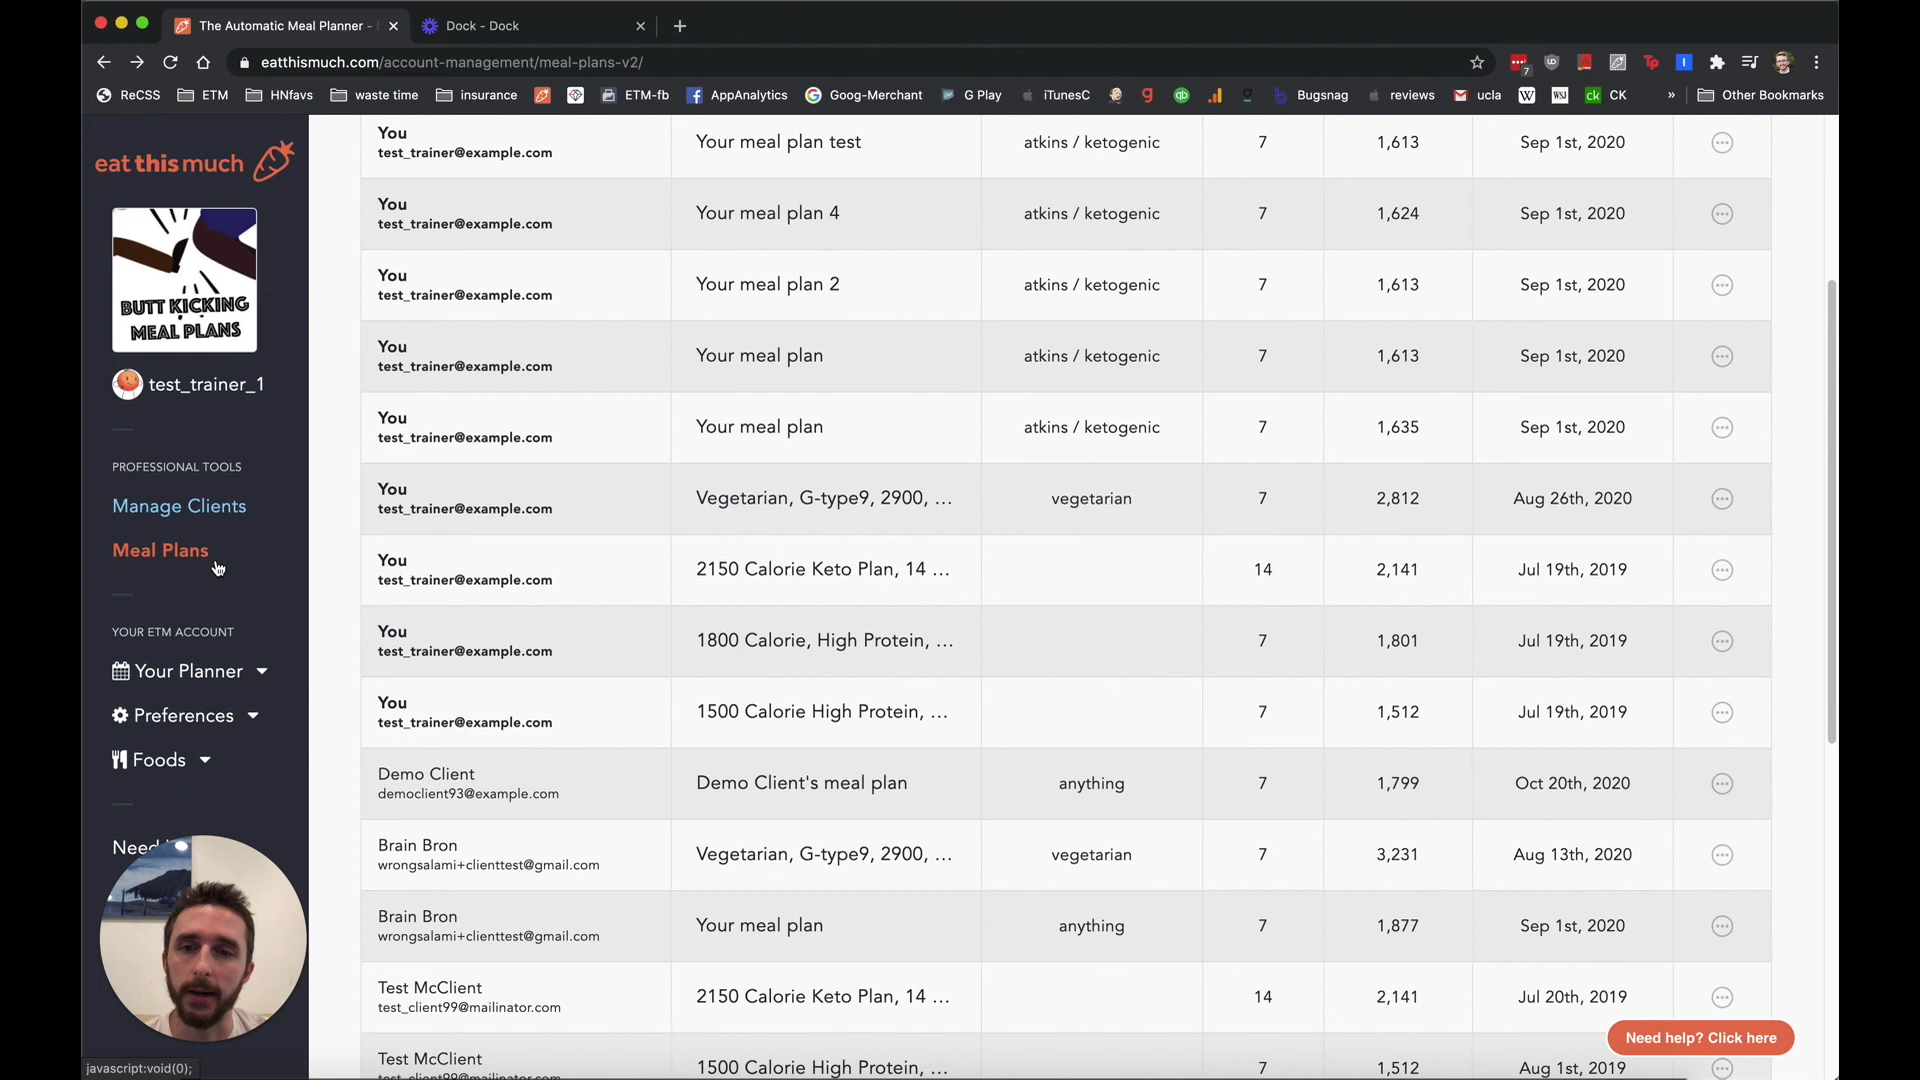 The Automatic Meal Planner -
Dock - Dock
eatthismuch.com/account-management/meal-plans-v2/
7
ReCSS
ETM
HNfavs
waste time
insurance
ETM-fb
AppAnalytics
Goog-Merchant
G Play
iTunesC
Bugsnag
reviews
ucla
W
WSJ
ck CK
» Other Bookmarks
eat this much
BUTT KICKING
MEAL PLANS
test_trainer_1
PROFESSIONAL TOOLS
Manage Clients
Meal Plans
YOUR ETM ACCOUNT
Your Planner
Preferences
Foods
Need
javascript:void(0);
You
test_trainer@example.com
Your meal plan test
atkins / ketogenic
7
1,613
Sep 1st, 2020
You
test_trainer@example.com
Your meal plan 4
atkins / ketogenic
7
1,624
Sep 1st, 2020
You
test_trainer@example.com
Your meal plan 2
atkins / ketogenic
7
1,613
Sep 1st, 2020
You
test_trainer@example.com
Your meal plan
atkins / ketogenic
7
1,613
Sep 1st, 2020
You
test_trainer@example.com
Your meal plan
atkins / ketogenic
7
1,635
Sep 1st, 2020
You
test_trainer@example.com
Vegetarian, G-type9, 2900, ...
vegetarian
7
2,812
Aug 26th, 2020
You
test_trainer@example.com
2150 Calorie Keto Plan, 14 ...
14
2,141
Jul 19th, 2019
You
test_trainer@example.com
1800 Calorie, High Protein, ...
7
1,801
Jul 19th, 2019
You
test_trainer@example.com
1500 Calorie High Protein, ...
7
1,512
Jul 19th, 2019
Demo Client
democlient93@example.com
Demo Client's meal plan
anything
7
1,799
Oct 20th, 2020
Brain Bron
wrongsalami+clienttest@gmail.com
Vegetarian, G-type9, 2900, ...
vegetarian
7
3,231
Aug 13th, 2020
Brain Bron
wrongsalami+clienttest@gmail.com
Your meal plan
anything
7
1,877
Sep 1st, 2020
Test McClient
test_client99@mailinator.com
2150 Calorie Keto Plan, 14 ...
14
2,141
Jul 20th, 2019
Test McClient
test_client99@mailinator.com
1500 Calorie High Protein, ...
7
1,512
Aug 1st, 2019
Need help? Click here